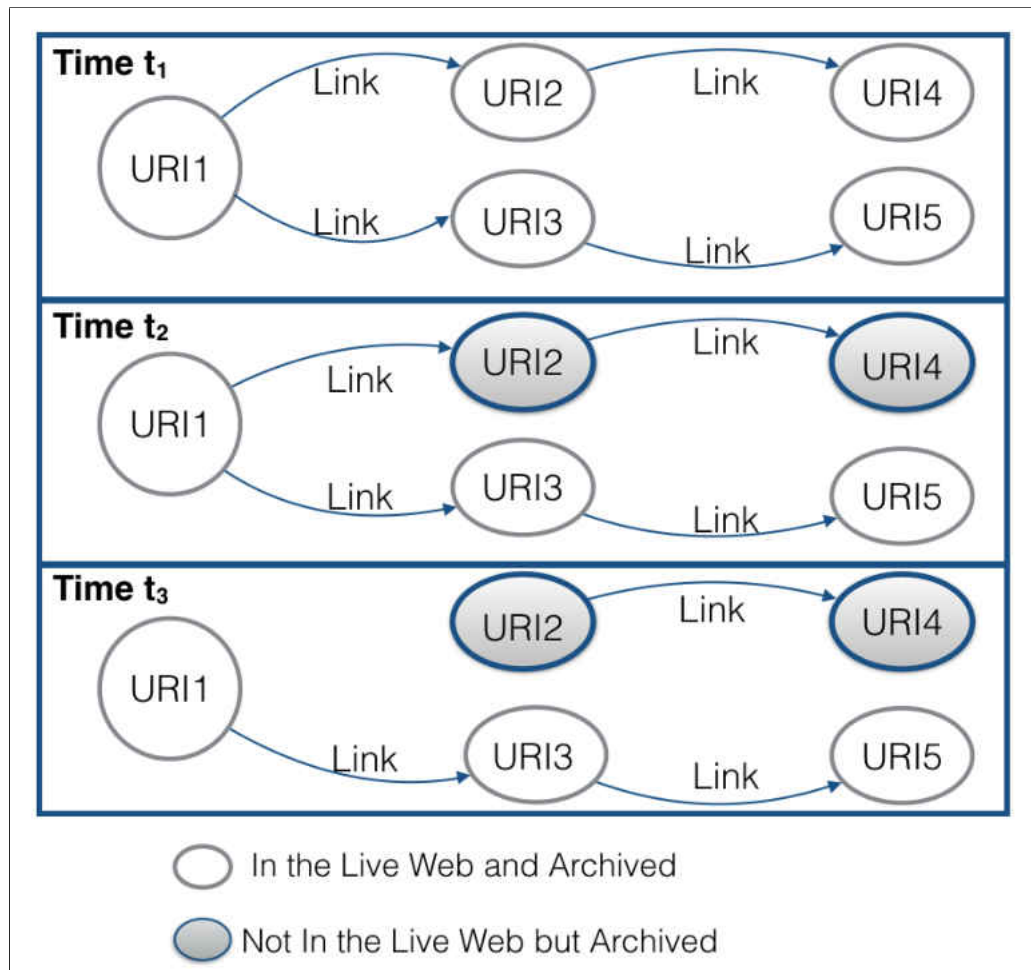 Time t₁
Link
URI2
Link
URI4
URI1
Link
URI3
Link
URI5
Time t₂
Link
URI2
Link
URI4
URI1
Link
URI3
Link
URI5
Time t₃
URI2
Link
URI4
URI1
Link
URI3
Link
URI5
In the Live Web and Archived
Not In the Live Web but Archived